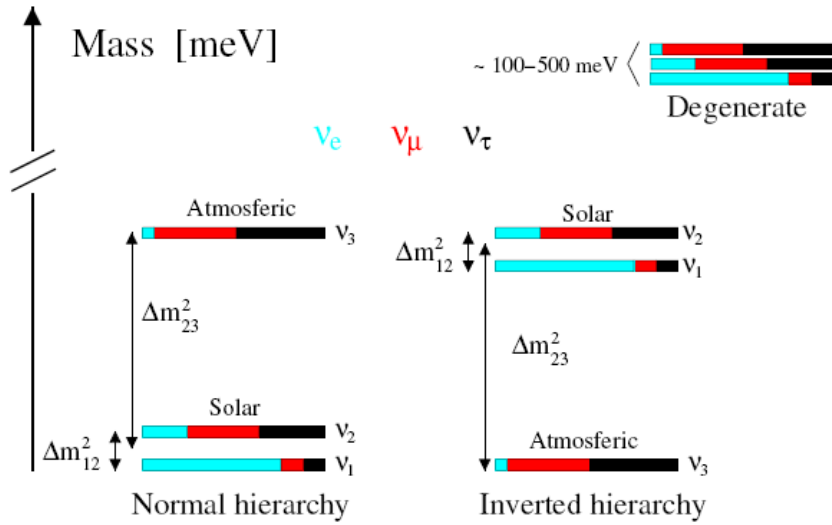 Mass [meV]
~ 100–500 meV
Degenerate
νe νμ ντ
Atmosferic
ν3
Δm²23
Solar
ν2
Δm²12
ν1
Normal hierarchy
Solar
ν2
Δm²12
ν1
Δm²23
Atmosferic
ν3
Inverted hierarchy